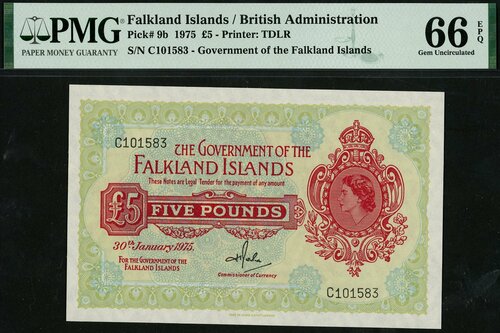 PMG
PAPER MONEY GUARANTY
Falkland Islands / British Administration
Pick# 9b 1975 £5 - Printer: TDLR
S/N C101583 - Government of the Falkland Islands
66 EPQ
Gem Uncirculated
C101583
THE GOVERNMENT OF THE
FALKLAND ISLANDS
These Notes are Legal Tender for the payment of any amount
£5
FIVE POUNDS
30th January 1975.
FOR THE GOVERNMENT OF THE
FALKLAND ISLANDS
Commissioner of Currency
C101583